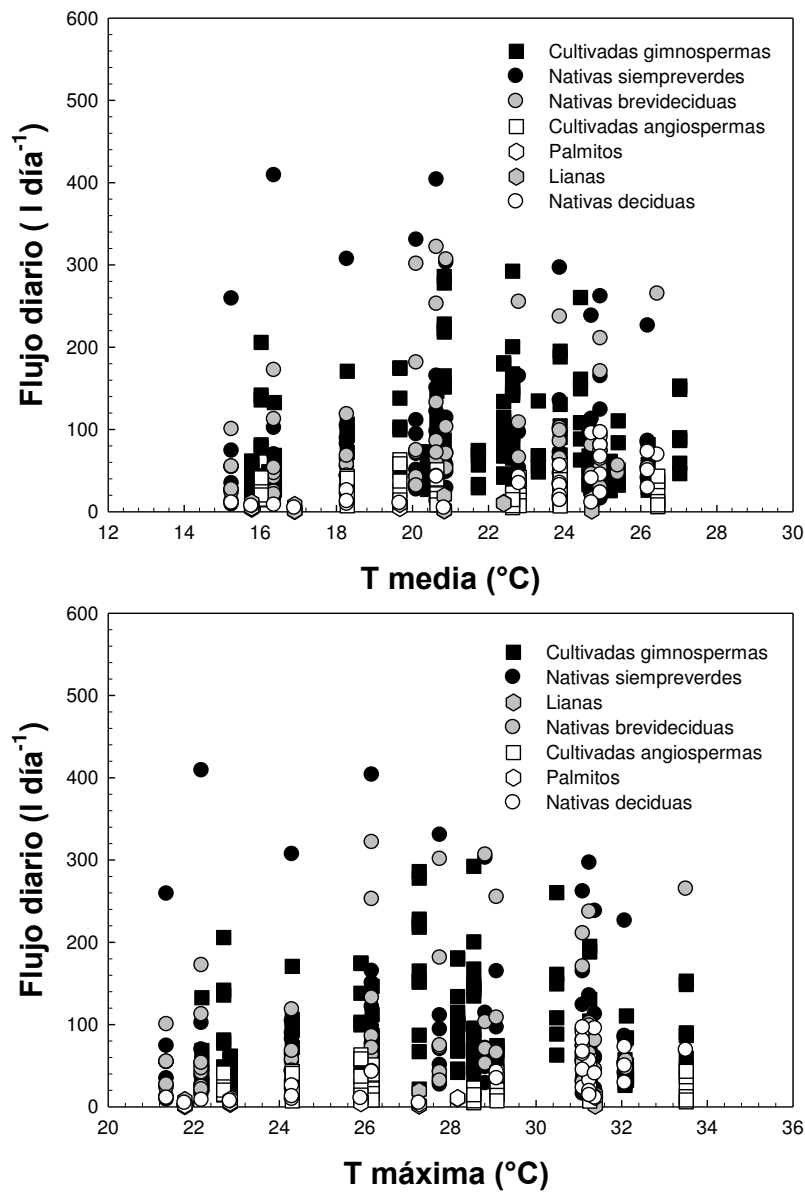 600
500
400
300
200
100
0
Flujo diario ( l día-1)
Cultivadas gimnospermas
Nativas siempreverdes
Nativas brevideciduas
Cultivadas angiospermas
Palmitos
Lianas
Nativas deciduas
12 14 16 18 20 22 24 26 28 30
T media (°C)
600
500
400
300
200
100
0
Flujo diario (l día-1)
Cultivadas gimnospermas
Nativas siempreverdes
Lianas
Nativas brevideciduas
Cultivadas angiospermas
Palmitos
Nativas deciduas
20 22 24 26 28 30 32 34 36
T máxima (°C)